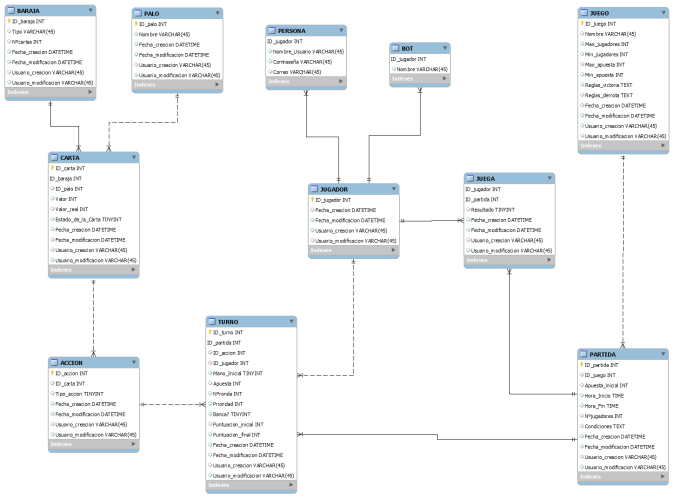 BARAJA
ID_baraja INT
Tipo VARCHAR(45)
NºCartas INT
Fecha_creacion DATETIME
Fecha_modificacion DATETIME
Usuario_creacion VARCHAR(45)
Usuario_modificacion VARCHAR(45)
Indexes
PALO
ID_palo INT
Nombre VARCHAR(45)
Fecha_creacion DATETIME
Fecha_modificacion DATETIME
Usuario_creacion VARCHAR(45)
Usuario_modificacion VARCHAR(45)
Indexes
PERSONA
ID_jugador INT
Nombre_Usuario VARCHAR(45)
Contraseña VARCHAR(45)
Correo VARCHAR(45)
Indexes
BOT
ID_jugador INT
Nombre VARCHAR(45)
Indexes
JUEGO
ID_juego INT
Nombre VARCHAR(45)
Max_jugadores INT
Min_jugadores INT
Max_apuesta INT
Min_apuesta INT
Reglas_victoria TEXT
Reglas_derrota TEXT
Fecha_creacion DATETIME
Fecha_modificacion DATETIME
Usuario_creacion VARCHAR(45)
Usuario_modificacion VARCHAR(45)
Indexes
CARTA
ID_carta INT
ID_baraja INT
ID_palo INT
Valor INT
Valor_real INT
Estado_de_la_Carta TINYINT
Fecha_creacion DATETIME
Fecha_modificacion DATETIME
Usuario_creacion VARCHAR(45)
Usuario_modificacion VARCHAR(45)
Indexes
JUGADOR
ID_jugador INT
Fecha_creacion DATETIME
Fecha_modificacion DATETIME
Usuario_creacion VARCHAR(45)
Usuario_modificacion VARCHAR(45)
Indexes
JUEGA
ID_jugador INT
ID_partida INT
Resultado TINYINT
Fecha_creacion DATETIME
Fecha_modificacion DATETIME
Usuario_creacion VARCHAR(45)
Usuario_modificacion VARCHAR(45)
Indexes
ACCION
ID_accion INT
ID_carta INT
Tipo_accion TINYINT
Fecha_creacion DATETIME
Fecha_modificacion DATETIME
Usuario_creacion VARCHAR(45)
Usuario_modificacion VARCHAR(45)
Indexes
TURNO
ID_turno INT
ID_partida INT
ID_accion INT
ID_jugador INT
Mano_Inicial TINYINT
Apuesta INT
NºRonda INT
Prioridad INT
Banca? TINYINT
Puntuacion_inicial INT
Puntuacion_final INT
Fecha_creacion DATETIME
Fecha_modificacion DATETIME
Usuario_creacion VARCHAR(45)
Usuario_modificacion VARCHAR(45)
Indexes
PARTIDA
ID_partida INT
ID_juego INT
Apuesta_inicial INT
Hora_Inicio TIME
Hora_Fin TIME
Nºjugadores INT
Condiciones TEXT
Fecha_creacion DATETIME
Fecha_modificacion DATETIME
Usuario_creacion VARCHAR(45)
Usuario_modificacion VARCHAR(45)
Indexes